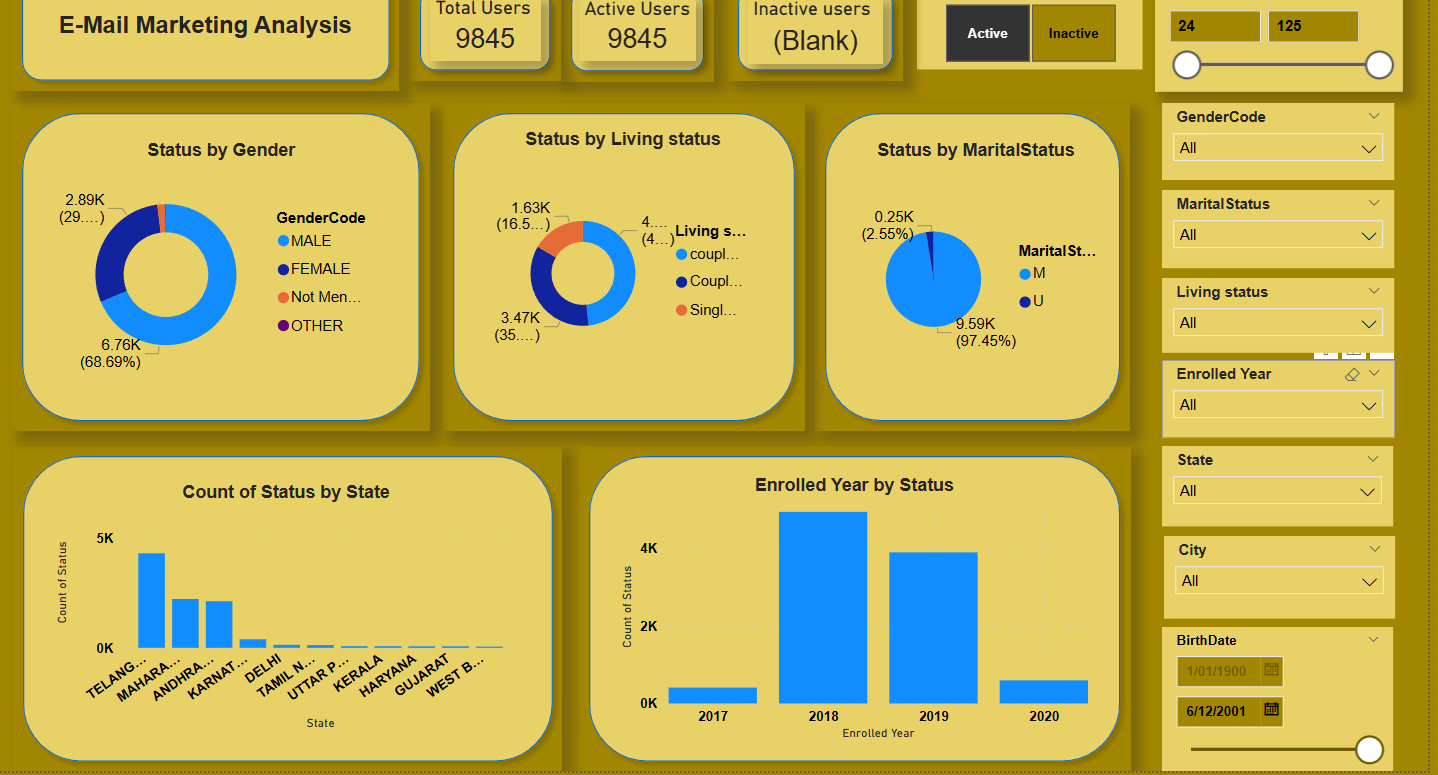 E-Mail Marketing Analysis
Total Users
9845
Active Users
9845
Inactive users
(Blank)
Active
Inactive
24
125
Status by Gender
2.89K
(29....)
6.76K
(68.69%)
GenderCode
MALE
FEMALE
Not Men...
OTHER
Status by Living status
1.63K
(16.5...)
4....
(4...)
3.47K
(35....)
Living s...
coupl...
Coupl...
Singl...
Status by MaritalStatus
0.25K
(2.55%)
9.59K
(97.45%)
MaritalSt...
M
U
GenderCode
All
MaritalStatus
All
Living status
All
Enrolled Year
All
State
All
City
All
BirthDate
1/01/1900
6/12/2001
Count of Status by State
Count of Status
5K
0K
TELANG...
MAHARA...
ANDHRA...
KARNAT...
DELHI
TAMIL N...
UTTAR P...
KERALA
HARYANA
GUJARAT
WEST B...
State
Enrolled Year by Status
Count of Status
4K
2K
0K
2017
2018
2019
2020
Enrolled Year